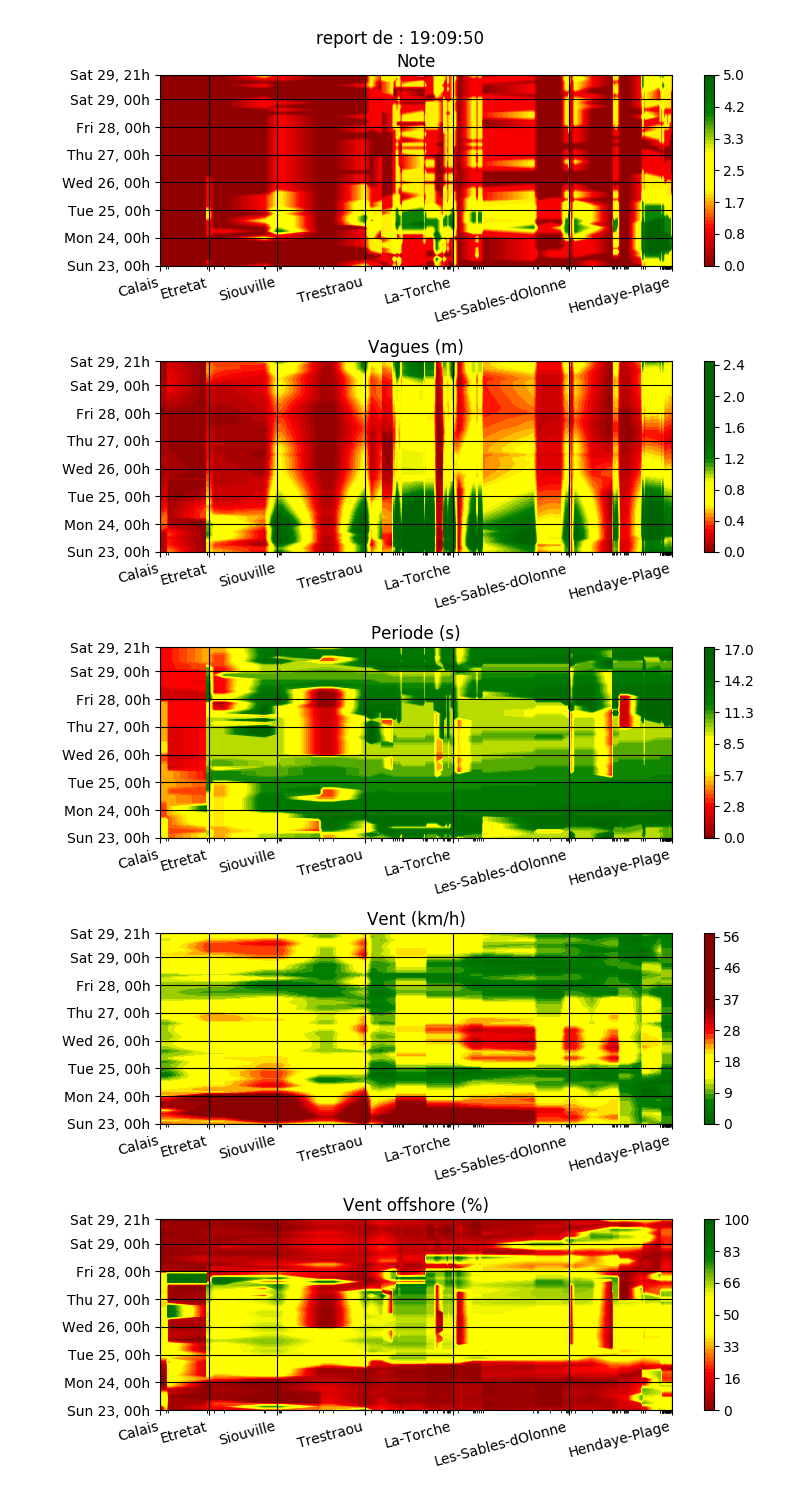 report de : 19:09:50
Note
Sat 29, 21h
Sat 29, 00h
Fri 28, 00h
Thu 27, 00h
Wed 26, 00h
Tue 25, 00h
Mon 24, 00h
Sun 23, 00h
Calais Etretat Siouville Trestraou La-Torche Les-Sables-dOlonne Hendaye-Plage
5.0
4.2
3.3
2.5
1.7
0.8
0.0
Vagues (m)
Sat 29, 21h
Sat 29, 00h
Fri 28, 00h
Thu 27, 00h
Wed 26, 00h
Tue 25, 00h
Mon 24, 00h
Sun 23, 00h
Calais Etretat Siouville Trestraou La-Torche Les-Sables-dOlonne Hendaye-Plage
2.4
2.0
1.6
1.2
0.8
0.4
0.0
Periode (s)
Sat 29, 21h
Sat 29, 00h
Fri 28, 00h
Thu 27, 00h
Wed 26, 00h
Tue 25, 00h
Mon 24, 00h
Sun 23, 00h
Calais Etretat Siouville Trestraou La-Torche Les-Sables-dOlonne Hendaye-Plage
17.0
14.2
11.3
8.5
5.7
2.8
0.0
Vent (km/h)
Sat 29, 21h
Sat 29, 00h
Fri 28, 00h
Thu 27, 00h
Wed 26, 00h
Tue 25, 00h
Mon 24, 00h
Sun 23, 00h
Calais Etretat Siouville Trestraou La-Torche Les-Sables-dOlonne Hendaye-Plage
56
46
37
28
18
9
0
Vent offshore (%)
Sat 29, 21h
Sat 29, 00h
Fri 28, 00h
Thu 27, 00h
Wed 26, 00h
Tue 25, 00h
Mon 24, 00h
Sun 23, 00h
Calais Etretat Siouville Trestraou La-Torche Les-Sables-dOlonne Hendaye-Plage
100
83
66
50
33
16
0